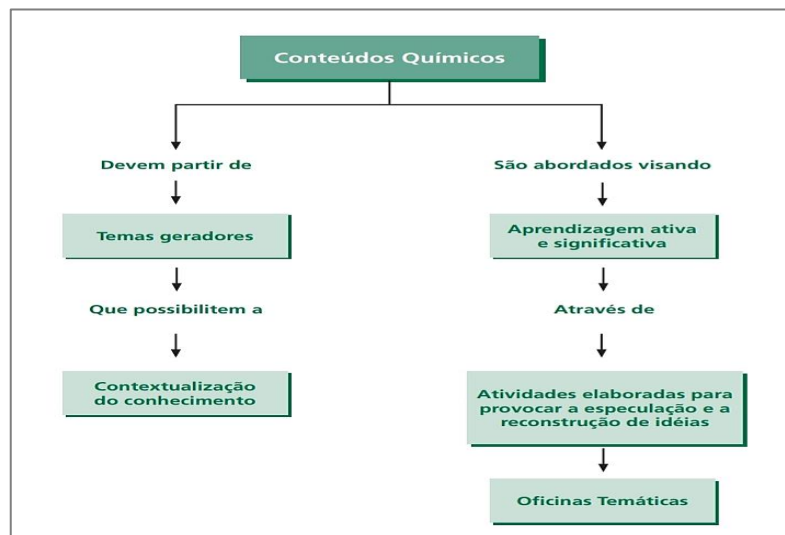 Conteúdos Químicos
Devem partir de
São abordados visando
Temas geradores
Aprendizagem ativa
e significativa
Que possibilitem a
Através de
Contextualização
do conhecimento
Atividades elaboradas para
provocar a especulação e a
reconstrução de idéias
Oficinas Temáticas